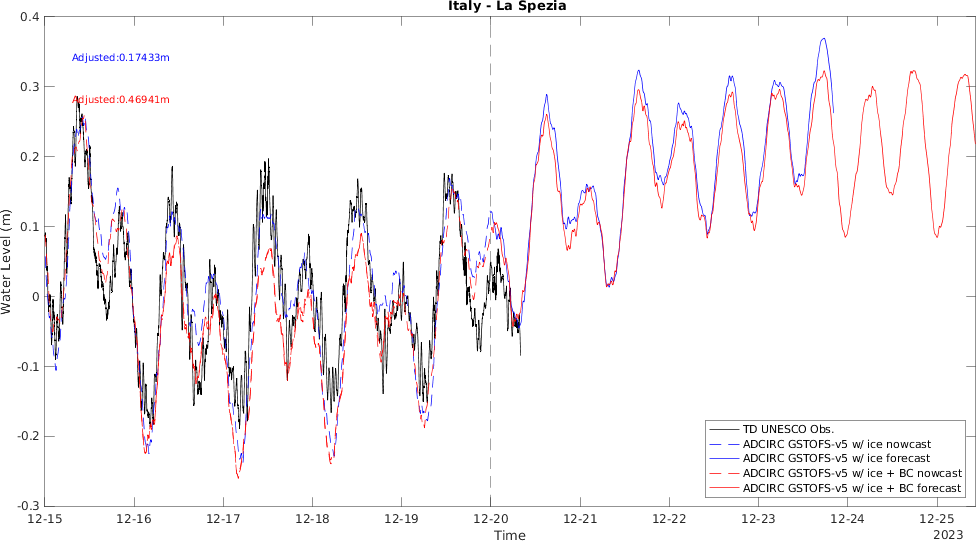 Italy - La Spezia
0.4
Adjusted:0.17433m
0.3
Adjusted:0.46941m
0.2
0.1
Water Level (m)
0
-0.1
-0.2
TD UNESCO Obs.
ADCIRC GSTOFS-v5 w/ ice nowcast
ADCIRC GSTOFS-v5 w/ ice forecast
ADCIRC GSTOFS-v5 w/ ice + BC nowcast
ADCIRC GSTOFS-v5 w/ ice + BC forecast
-0.3
12-15 12-16 12-17 12-18 12-19 12-20 12-21 12-22 12-23 12-24 12-25
Time 2023